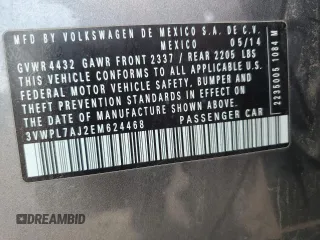 MFD. BY VOLKSWAGEN DE MEXICO S.A. DE C.V.
MEXICO 05/14
GVWR 4432 GAWR FRONT 2337 / REAR 2205 LBS
THIS VEHICLE CONFORMS TO ALL APPLICABLE U.S.
FEDERAL MOTOR VEHICLE SAFETY, BUMPER AND
THEFT PREVENTION STANDARDS IN EFFECT ON THE
DATE OF MANUFACTURE SHOWN ABOVE.
3VWPL7AJ2EM624468 PASSENGER CAR
2235005 1084 M
DREAMBID